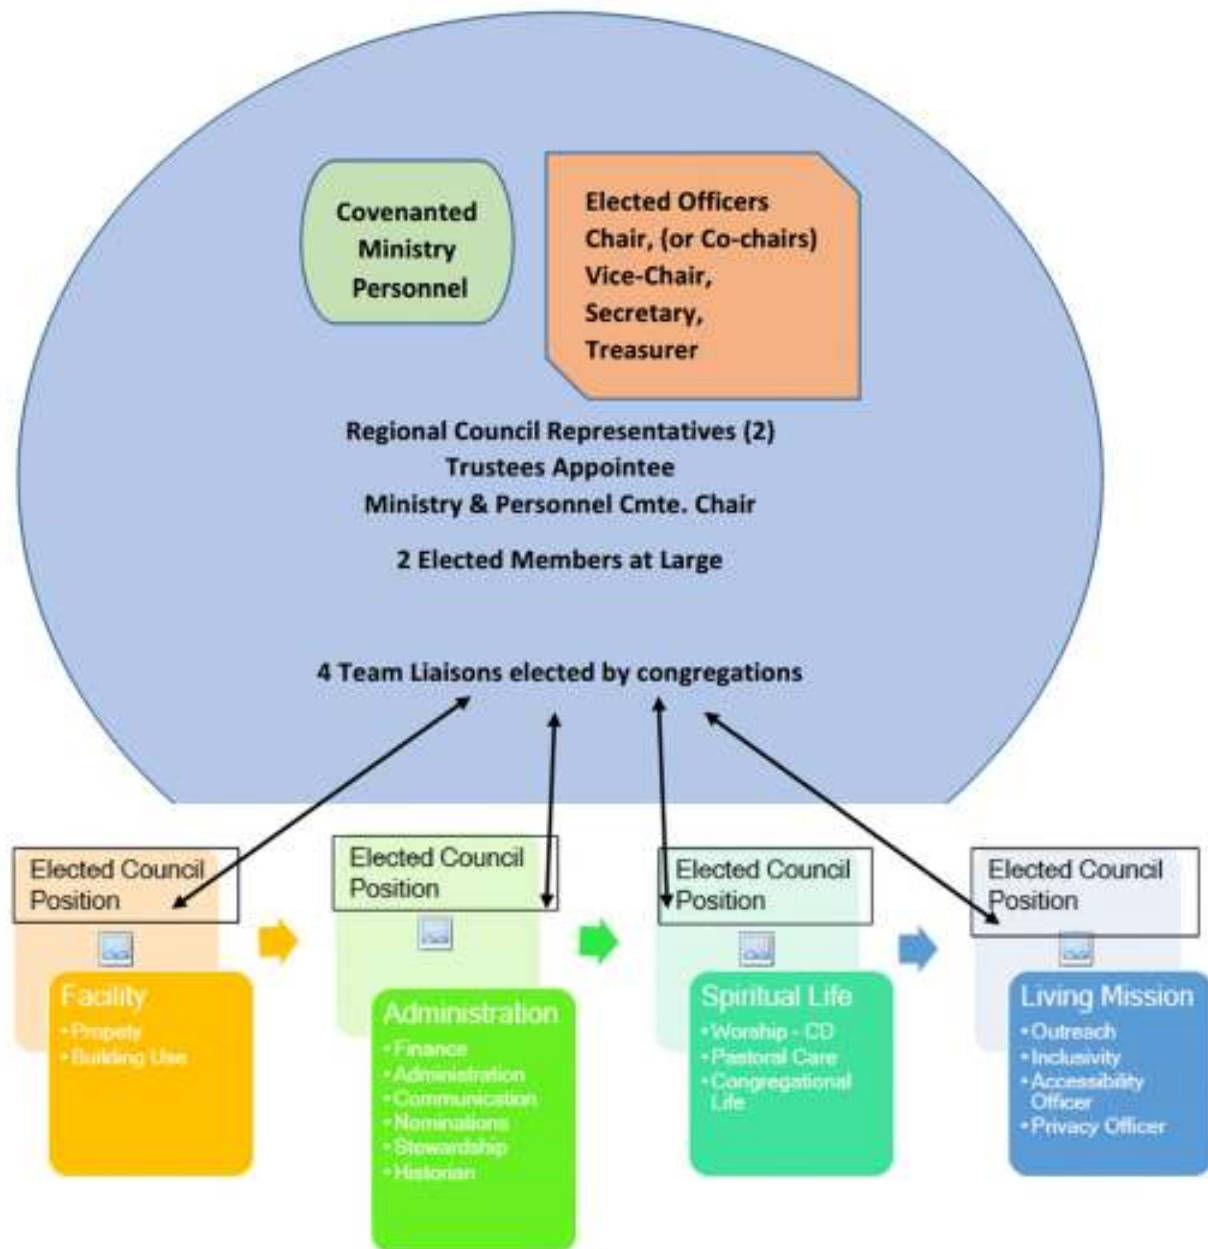 Covenanted
Ministry
Personnel
Elected Officers
Chair, (or Co-chairs)
Vice-Chair,
Secretary,
Treasurer
Regional Council Representatives (2)
Trustees Appointee
Ministry & Personnel Cmte. Chair
2 Elected Members at Large
4 Team Liaisons elected by congregations
Elected Council
Position
Facility
• Propety
• Building Use
Elected Council
Position
Administration
• Finance
• Administration
• Communication
• Nominations
• Stewardship
• Historian
Elected Council
Position
Spiritual Life
• Worship - CD
• Pastoral Care
• Congregational
Life
Elected Council
Position
Living Mission
• Outreach
• Inclusivity
• Accessibility
Officer
• Privacy Officer